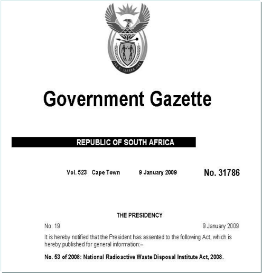 Government Gazette
REPUBLIC OF SOUTH AFRICA
Vol. 523 Cape Town 9 January 2009 No. 31786
THE PRESIDENCY
No. 19 9 January 2009
It is hereby notified that the President has assented to the following Act, which is
hereby published for general information:–
No. 53 of 2008: National Radioactive Waste Disposal Institute Act, 2008.